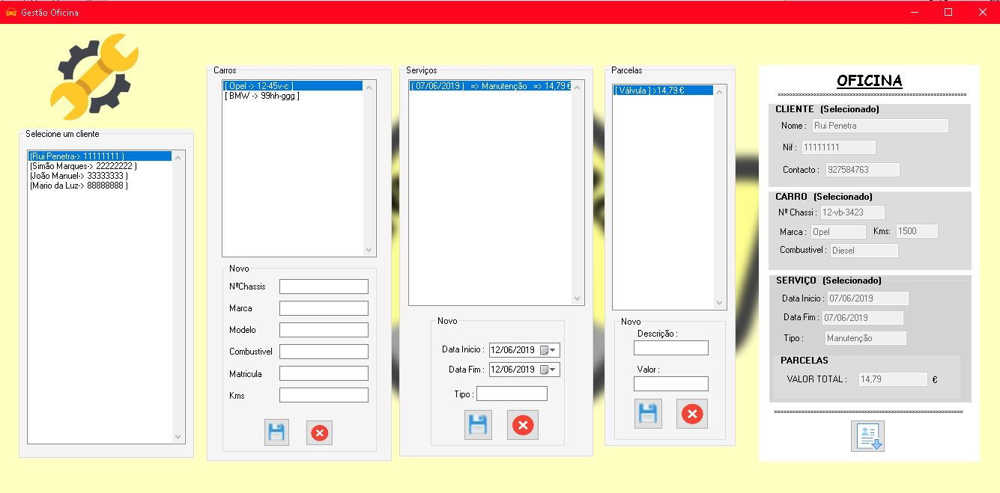 Gestão Oficina
Selecione um cliente
(Rui Penetra-> 11111111 )
(Simão Marques-> 22222222 )
(João Manuel-> 33333333 )
(Mario da Luz-> 88888888 )
Carros
[ Opel -> 12-45v-c ]
[ BMW -> 99hh-ggg ]
Novo
NºChassis
Marca
Modelo
Combustivel
Matricula
Kms
Serviços
( 07/06/2019 ) => Manutenção => 14,79 €
Novo
Data Inicio : 12/06/2019
Data Fim : 12/06/2019
Tipo :
Parcelas
[ Válvula ] >14,79 €
Novo
Descrição :
Valor :
OFICINA
CLIENTE (Selecionado)
Nome : Rui Penetra
Nif : 11111111
Contacto : 927584763
CARRO (Selecionado)
Nº Chassi : 12-vb-3423
Marca : Opel Kms: 1500
Combustivel : Diesel
SERVIÇO (Selecionado)
Data Inicio : 07/06/2019
Data Fim : 07/06/2019
Tipo : Manutenção
PARCELAS
VALOR TOTAL : 14,79 €